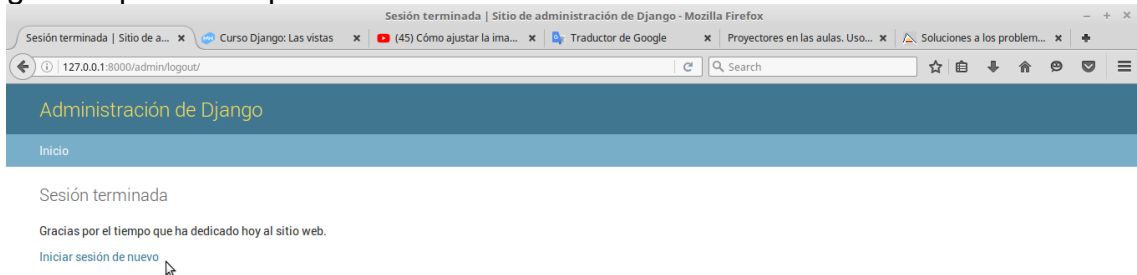 Sesión terminada | Sitio de administración de Django - Mozilla Firefox
Sesión terminada | Sitio de a... Curso Django: Las vistas (45) Cómo ajustar la ima... Traductor de Google Proyectores en las aulas. Uso... Soluciones a los problem...
127.0.0.1:8000/admin/logout/ Search
Administración de Django
Inicio
Sesión terminada
Gracias por el tiempo que ha dedicado hoy al sitio web.
Iniciar sesión de nuevo